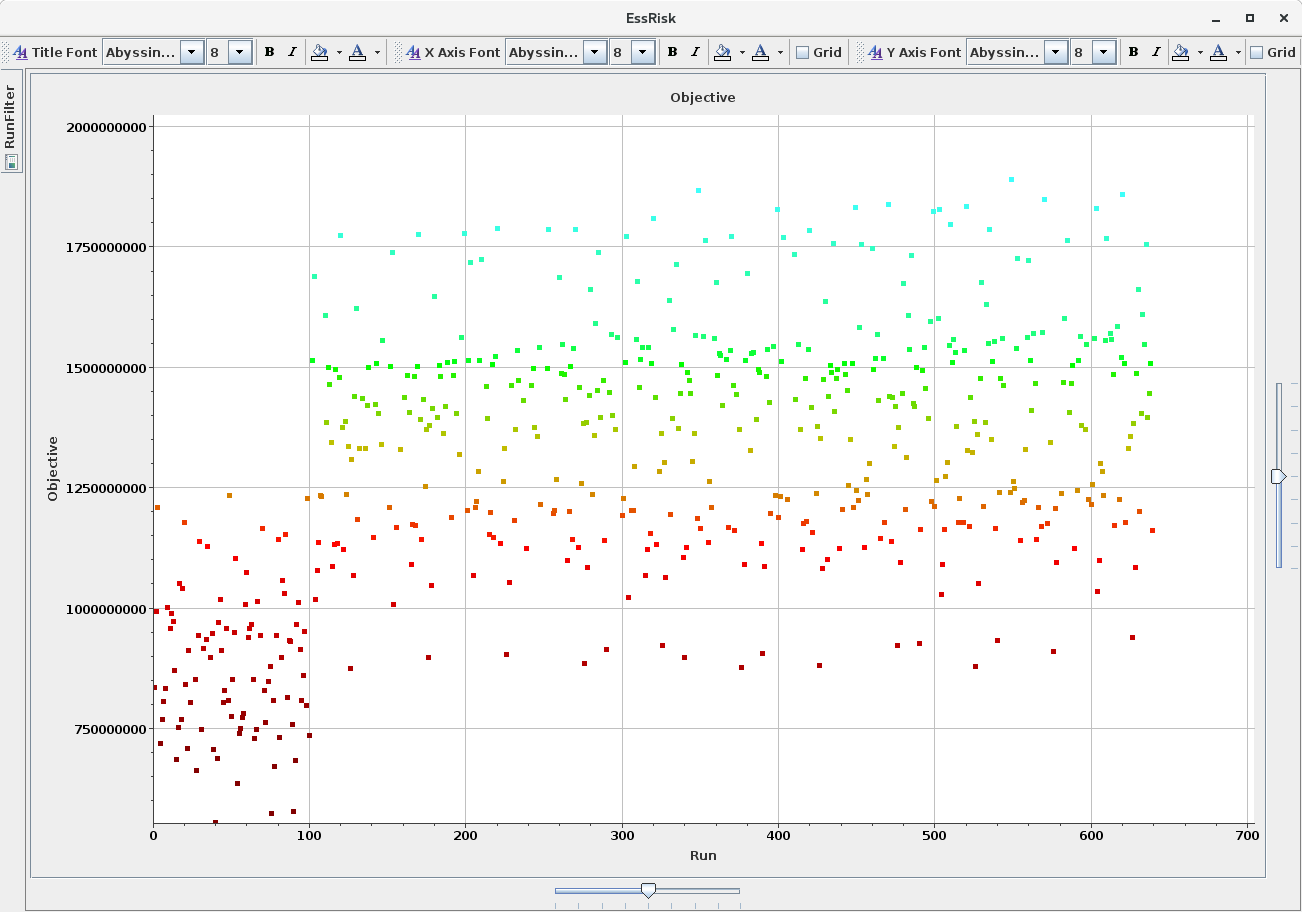 EssRisk
Title Font Abyssin... 8 B I A X Axis Font Abyssin... 8 B I A Grid Y Axis Font Abyssin... 8 B I A Grid
RunFilter
Objective
2000000000
1750000000
1500000000
1250000000
1000000000
750000000
Objective
0 100 200 300 400 500 600 700
Run